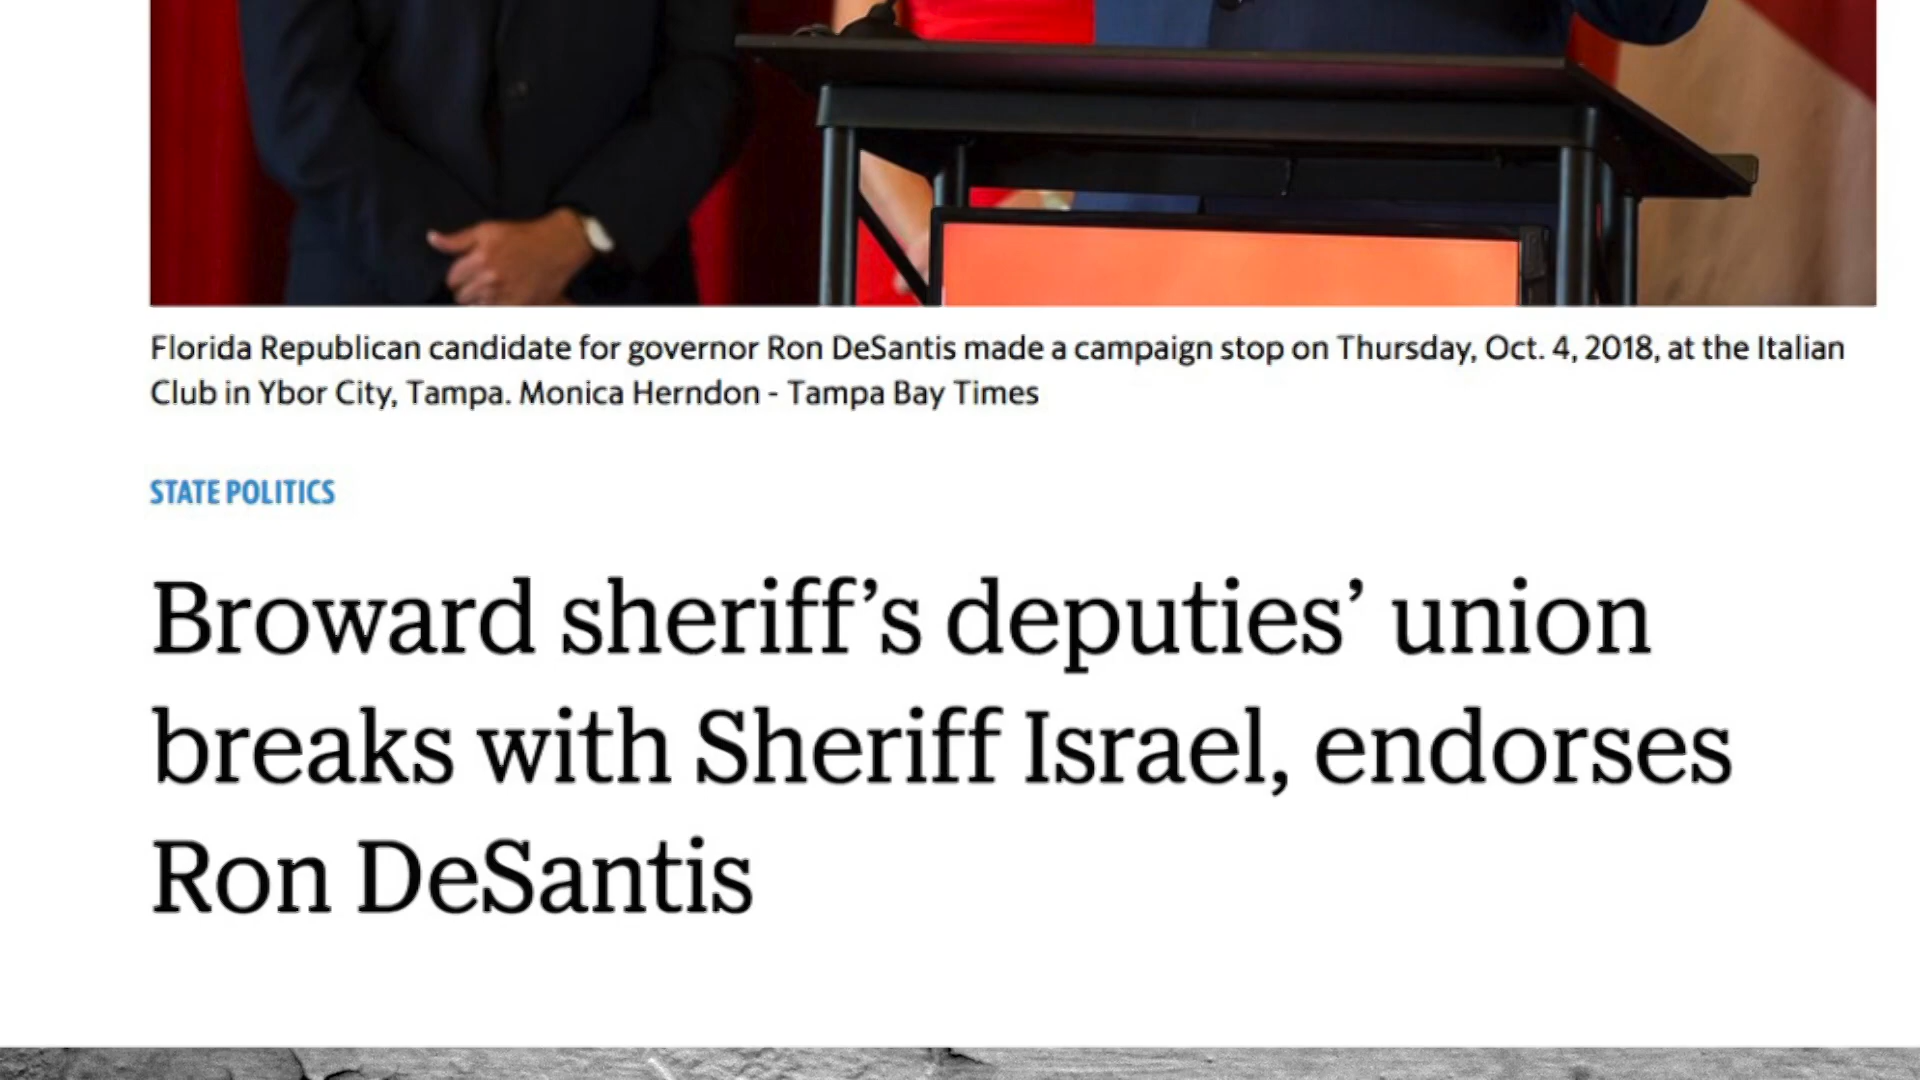 Florida Republican candidate for governor Ron DeSantis made a campaign stop on Thursday, Oct. 4, 2018, at the Italian
Club in Ybor City, Tampa. Monica Herndon - Tampa Bay Times
STATE POLITICS
Broward sheriff’s deputies’ union
breaks with Sheriff Israel, endorses
Ron DeSantis